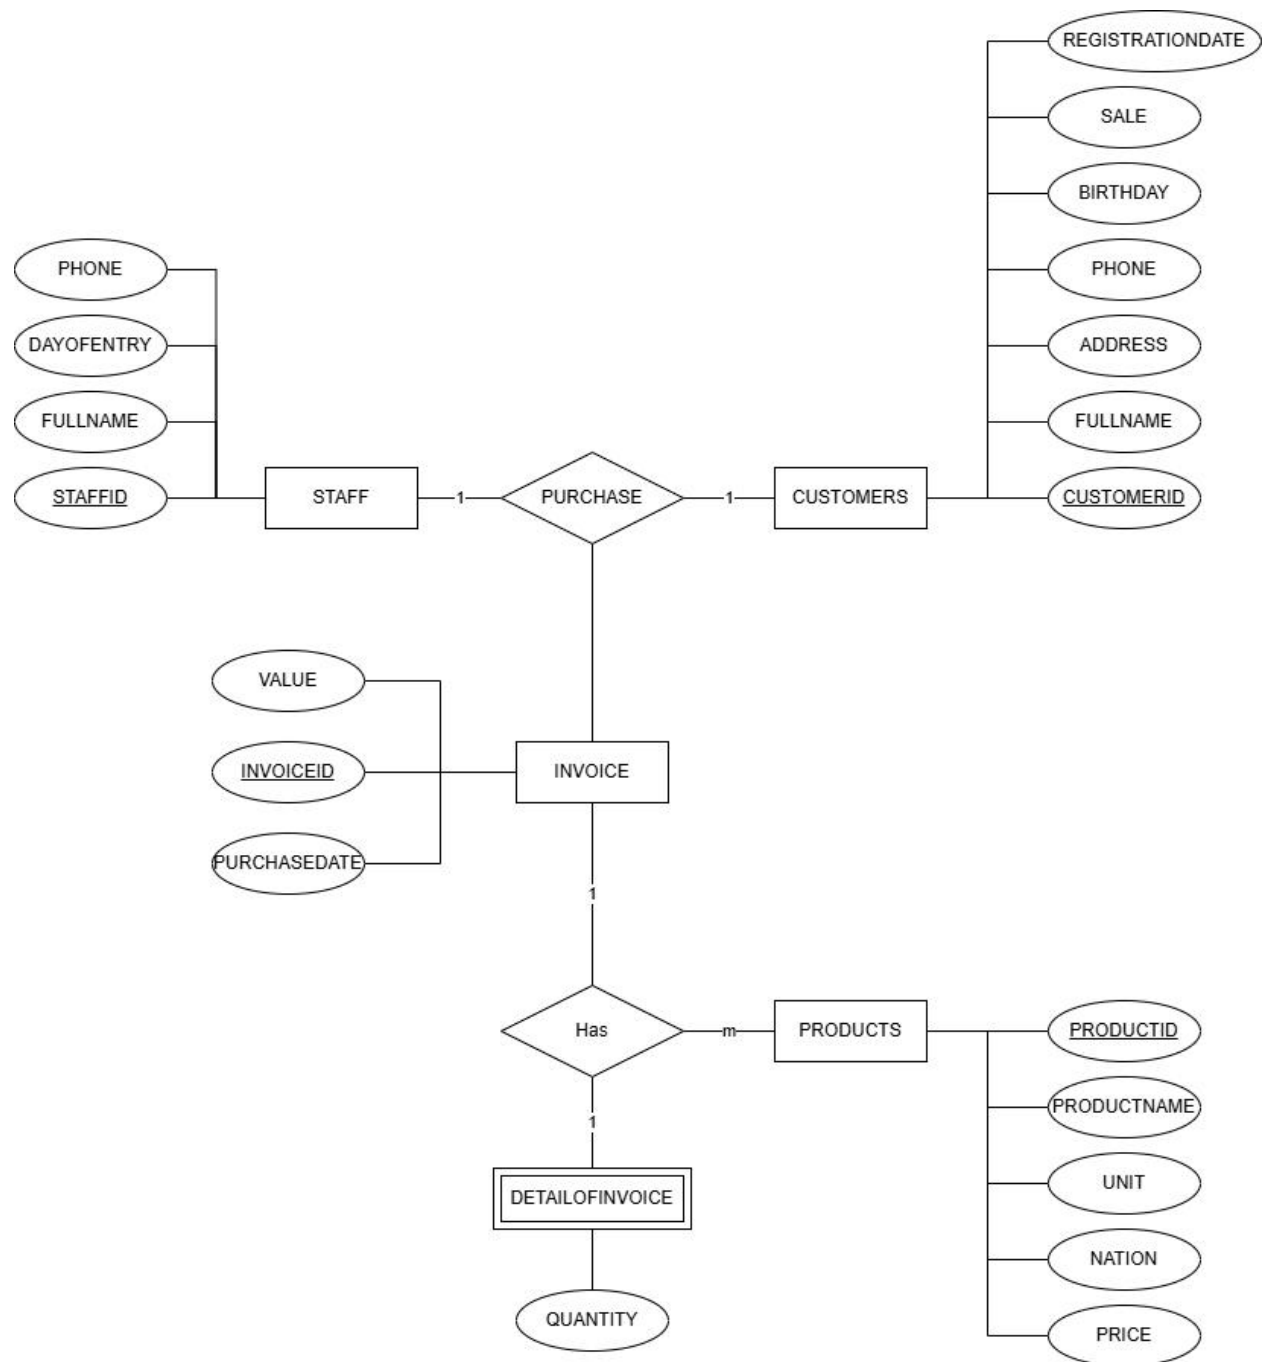 REGISTRATIONDATE
SALE
BIRTHDAY
PHONE
PHONE
DAYOFENTRY
ADDRESS
FULLNAME
FULLNAME
STAFFID
STAFF
1
PURCHASE
1
CUSTOMERS
CUSTOMERID
VALUE
INVOICEID
INVOICE
PURCHASEDATE
1
Has
m
PRODUCTS
PRODUCTID
PRODUCTNAME
1
UNIT
DETAILOFINVOICE
NATION
QUANTITY
PRICE